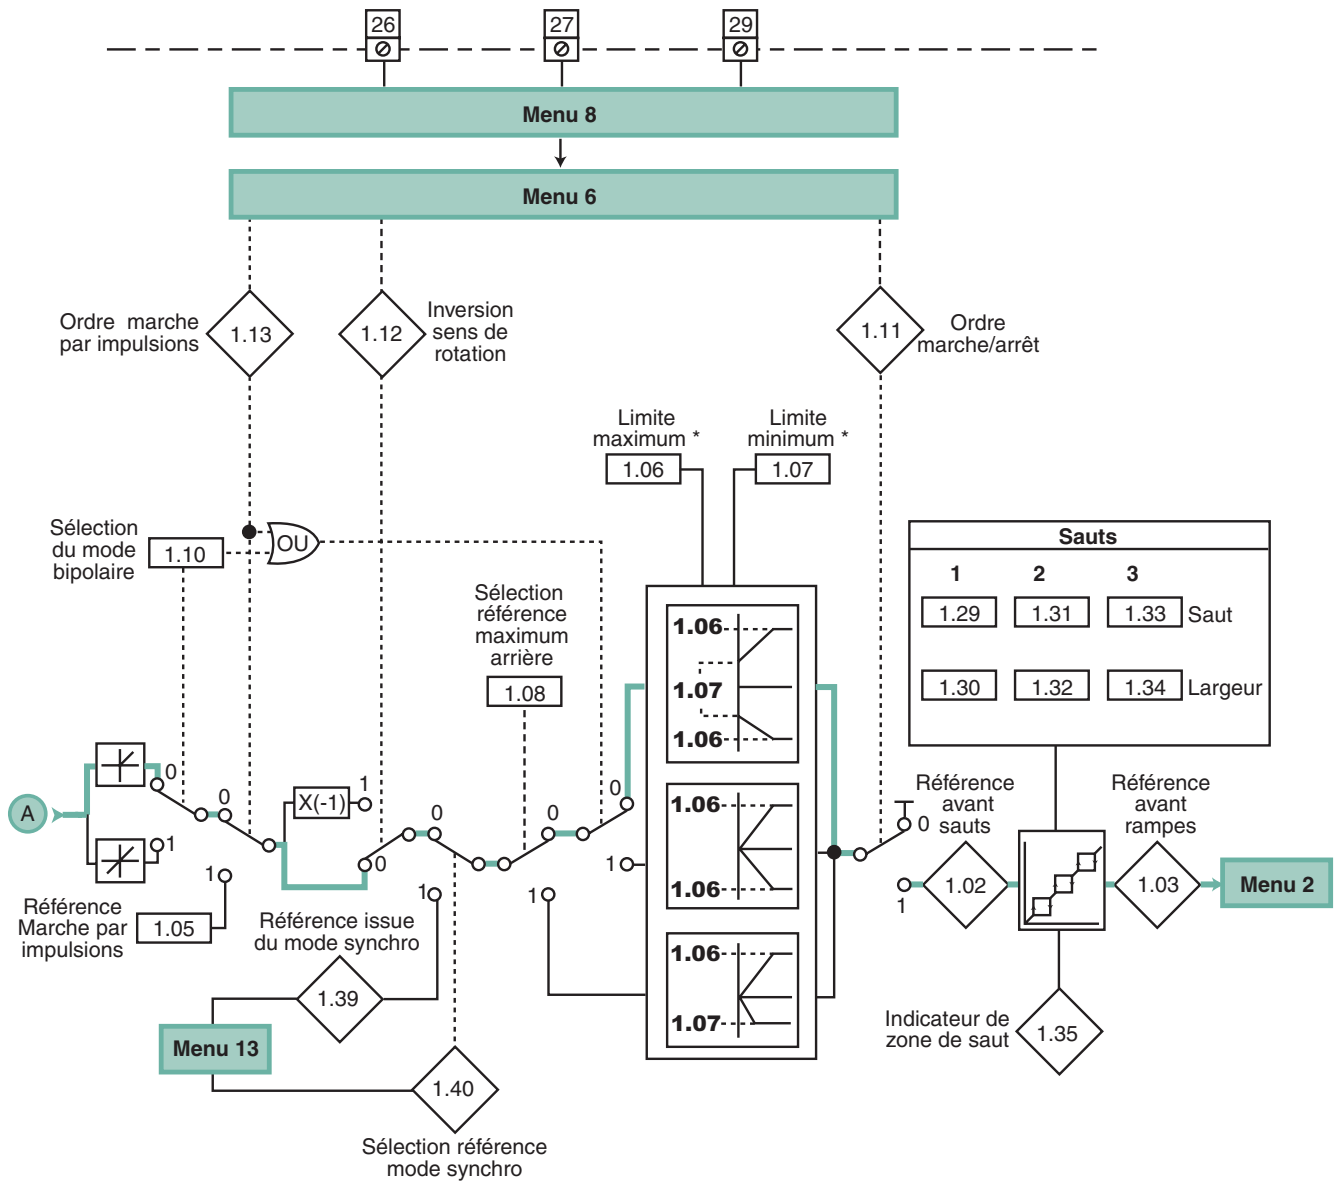 26 27 29
Menu 8
Menu 6
Ordre marche
par impulsions
1.13
1.12
Inversion
sens de
rotation
1.11
Ordre
marche/arrêt
Limite
maximum *
1.06
Limite
minimum *
1.07
Sélection
du mode
bipolaire
1.10
OU
Sélection
référence
maximum
arrière
1.08
Sauts
1 2 3
1.29 1.31 1.33 Saut
1.30 1.32 1.34 Largeur
1.06
1.07
1.06
1.06
1.06
1.06
1.07
A
0
1
0
1
X(-1)
1
0
0
1
0
1
0
1
0
1
Référence
Marche par
impulsions
1.05
Référence issue
du mode synchro
1.39
Menu 13
1.40
Sélection référence
mode synchro
Référence
avant
sauts
1.02
Référence
avant
rampes
1.03
Menu 2
Indicateur de
zone de saut
1.35